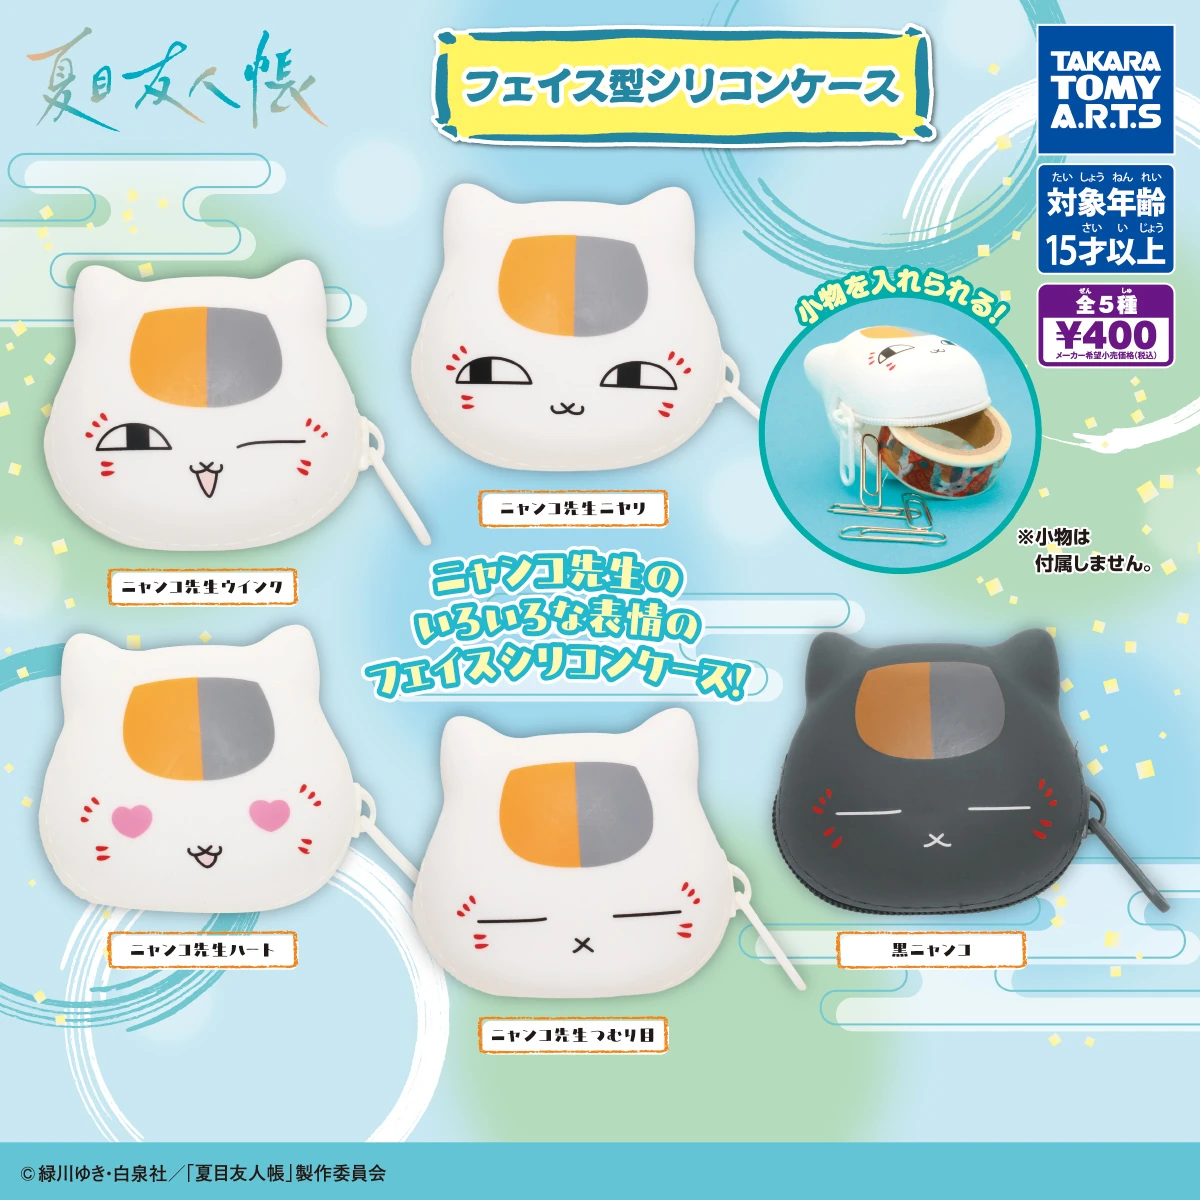 夏目友人帳
フェイス型シリコンケース
TAKARA
TOMY
A.R.T.S
たいしょうねんれい
対象年齢
さいいじょう
15才以上
ぜんしゅ
全5種
¥400
メーカー希望小売価格(税込)
小物を入れられる!
※小物は
付属しません。
ニャンコ先生ニヤリ
ニャンコ先生ウインク
ニャンコ先生の
いろいろな表情の
フェイスシリコンケース!
ニャンコ先生ハート
黒ニャンコ
ニャンコ先生つむり目
©緑川ゆき・白泉社/「夏目友人帳」製作委員会